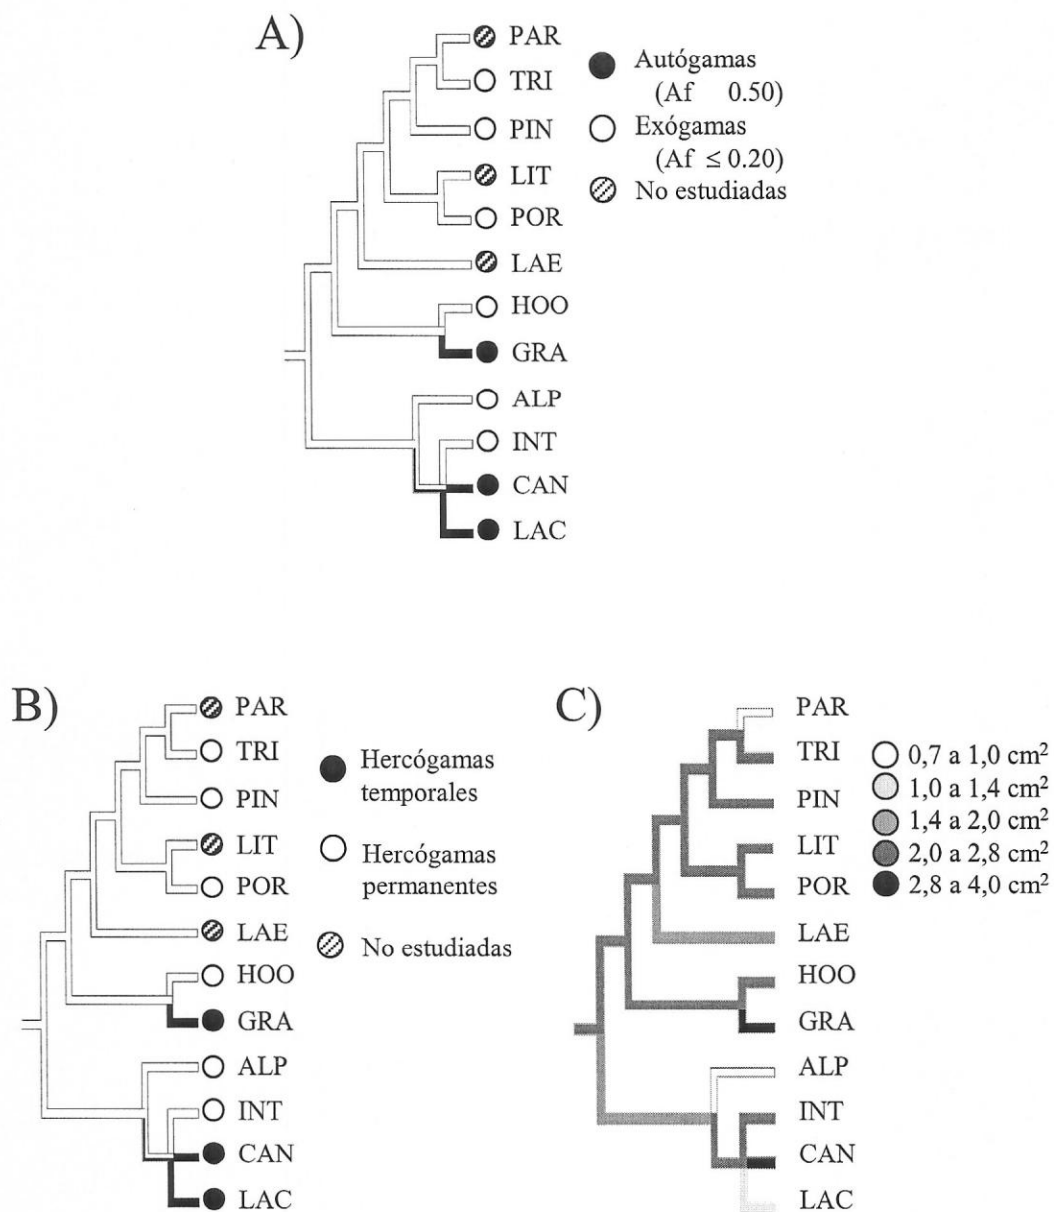 A)
PAR
TRI
PIN
LIT
POR
LAE
HOO
GRA
ALP
INT
CAN
LAC
Autógamas
(Af 0.50)
Exógamas
(Af ≤ 0.20)
No estudiadas
B)
PAR
TRI
PIN
LIT
POR
LAE
HOO
GRA
ALP
INT
CAN
LAC
Hercógamas
temporales
Hercógamas
permanentes
No estudiadas
C)
PAR
TRI
PIN
LIT
POR
LAE
HOO
GRA
ALP
INT
CAN
LAC
0,7 a 1,0 cm²
1,0 a 1,4 cm²
1,4 a 2,0 cm²
2,0 a 2,8 cm²
2,8 a 4,0 cm²